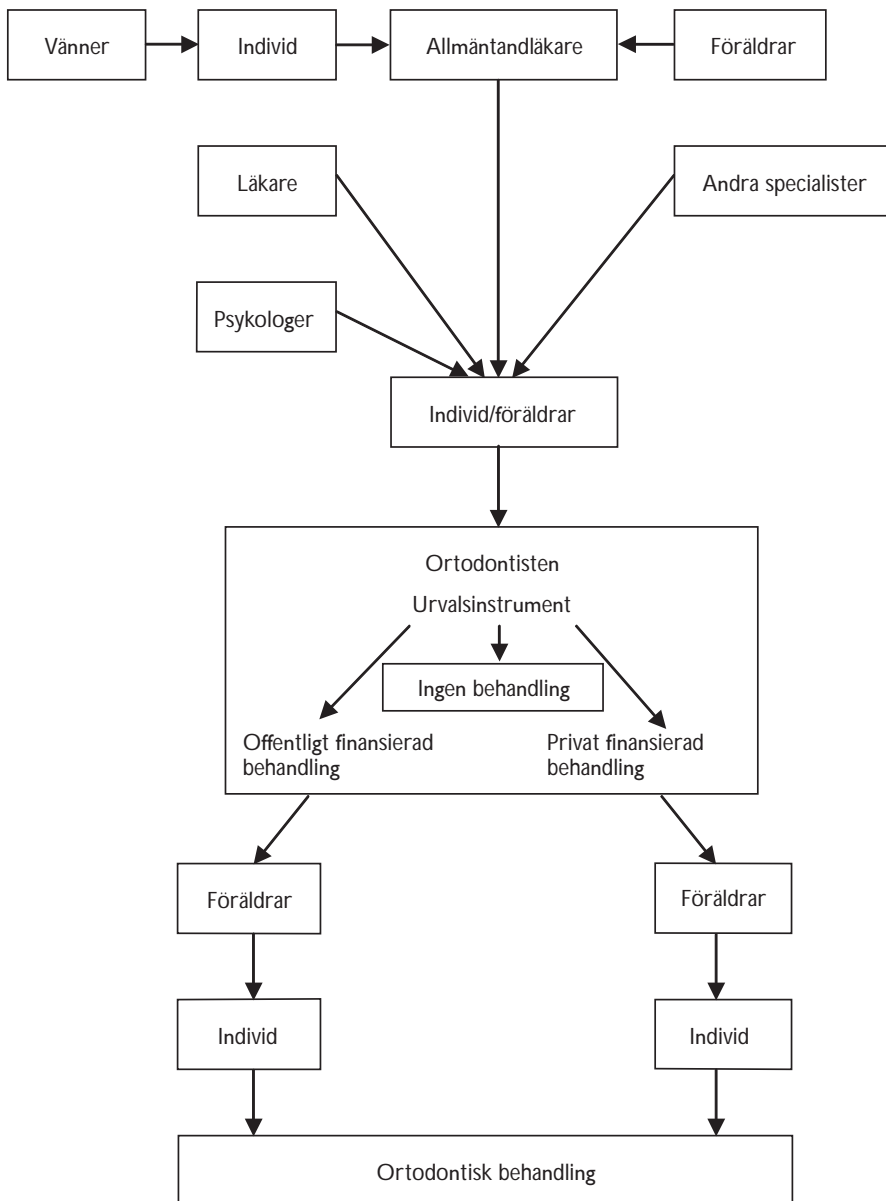 Vänner
Individ
Allmäntandläkare
Föräldrar
Läkare
Andra specialister
Psykologer
Individ/föräldrar
Ortodontisten
Urvalsinstrument
Ingen behandling
Offentligt finansierad
behandling
Privat finansierad
behandling
Föräldrar
Föräldrar
Individ
Individ
Ortodontisk behandling